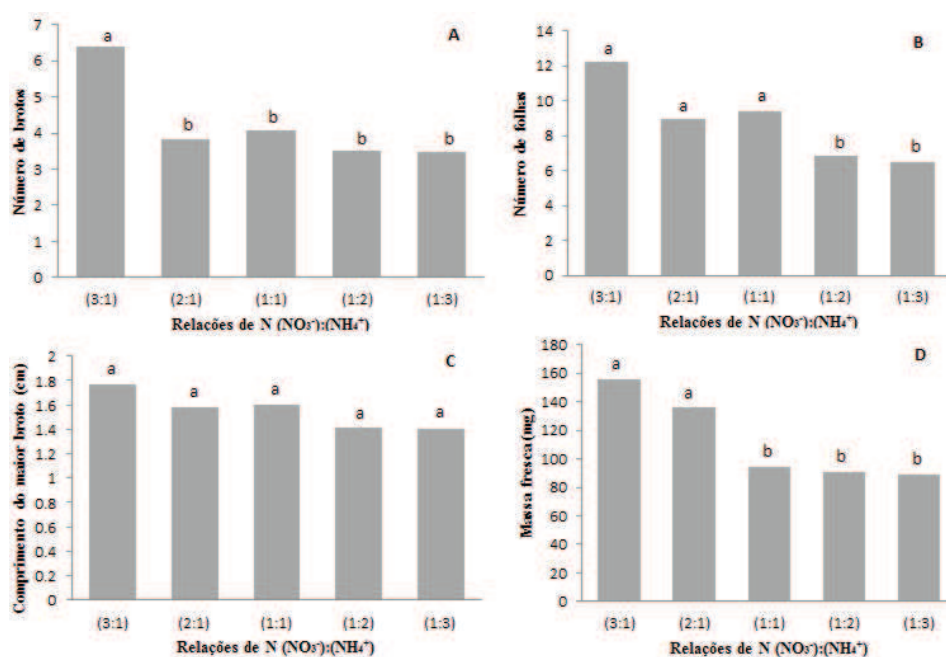 A
Número de brotos
7
6
5
4
3
2
1
0
a
b
b
b
b
(3:1) (2:1) (1:1) (1:2) (1:3)
Relações de N (NO₃⁻):(NH₄⁺)
B
Número de folhas
14
12
10
8
6
4
2
0
a
a
a
b
b
(3:1) (2:1) (1:1) (1:2) (1:3)
Relações de N (NO₃⁻):(NH₄⁺)
C
Comprimento do maior broto (cm)
2
1.8
1.6
1.4
1.2
1
0.8
0.6
0.4
0.2
0
a
a
a
a
a
(3:1) (2:1) (1:1) (1:2) (1:3)
Relações de N (NO₃⁻):(NH₄⁺)
D
Massa fresca (mg)
180
160
140
120
100
80
60
40
20
0
a
a
b
b
b
(3:1) (2:1) (1:1) (1:2) (1:3)
Relações de N (NO₃⁻):(NH₄⁺)